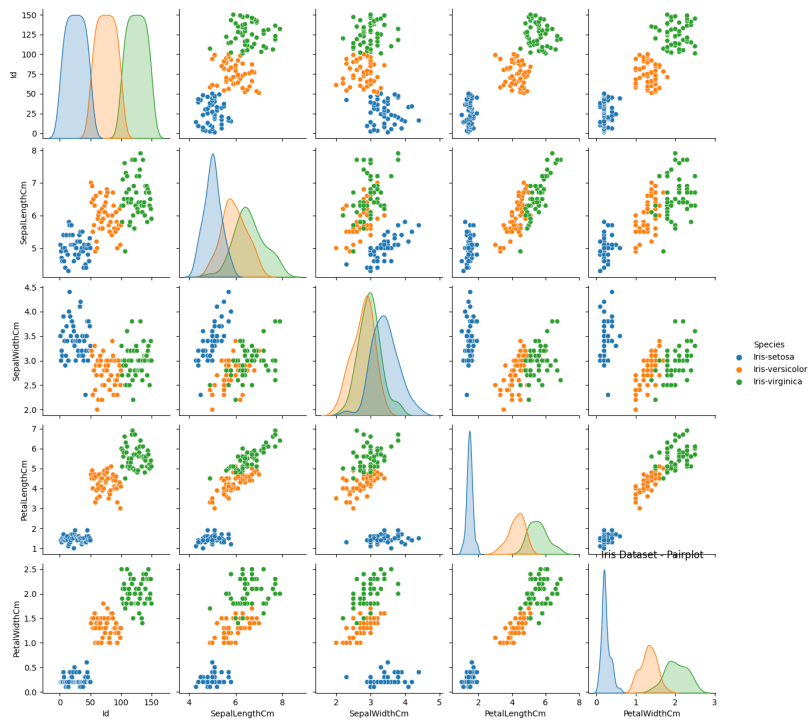 150
125
100
75
50
25
0
Id
8
7
6
5
SepalLengthCm
4.5
4.0
3.5
3.0
2.5
2.0
SepalWidthCm
Species
Iris-setosa
Iris-versicolor
Iris-virginica
7
6
5
4
3
2
1
PetalLengthCm
Iris Dataset - Pairplot
2.5
2.0
1.5
1.0
0.5
0.0
PetalWidthCm
0 50 100 150
Id
4 6 8
SepalLengthCm
2 3 4 5
SepalWidthCm
2 4 6 8
PetalLengthCm
0 1 2 3
PetalWidthCm